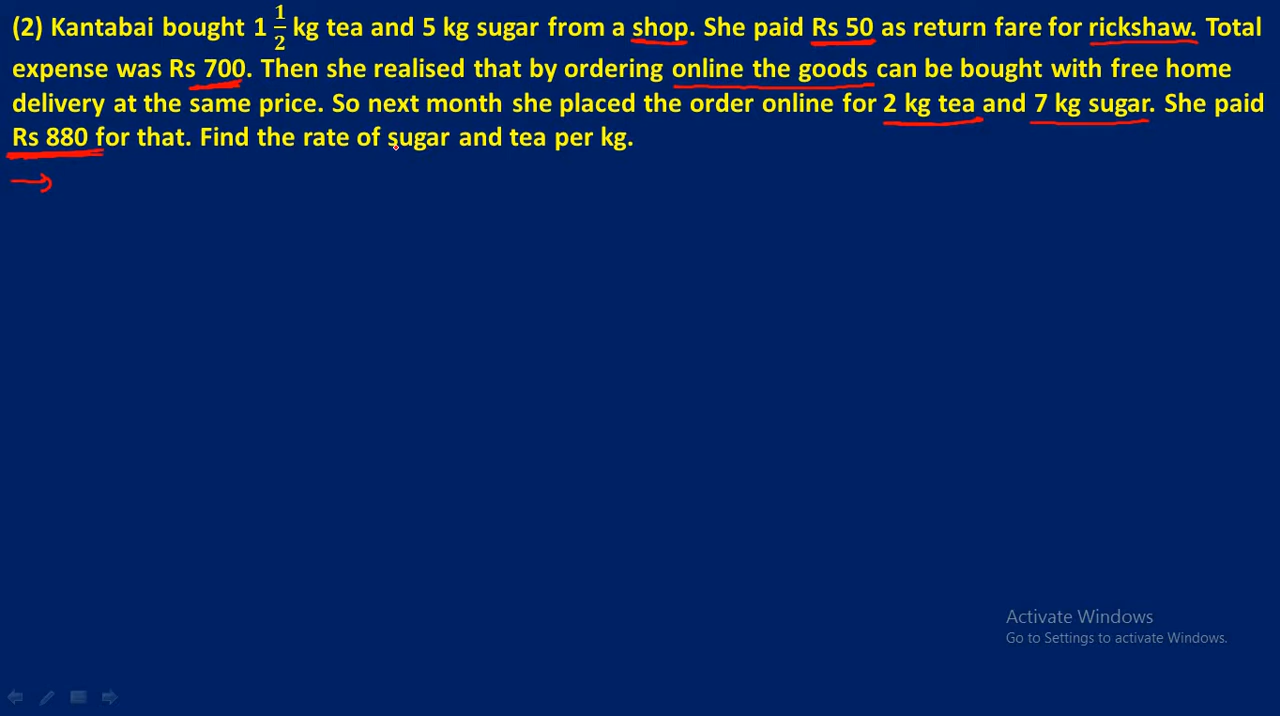 (2) Kantabai bought 1 1/2 kg tea and 5 kg sugar from a shop. She paid Rs 50 as return fare for rickshaw. Total
expense was Rs 700. Then she realised that by ordering online the goods can be bought with free home
delivery at the same price. So next month she placed the order online for 2 kg tea and 7 kg sugar. She paid
Rs 880 for that. Find the rate of sugar and tea per kg.
Activate Windows
Go to Settings to activate Windows.